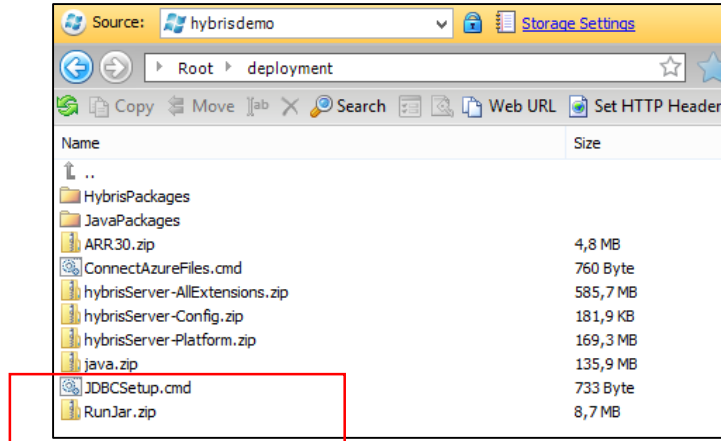 Source: hybrisdemo Storage Settings
Root deployment
Copy Move ab Search Web URL Set HTTP Header
Name Size
..
HybrisPackages
JavaPackages
ARR30.zip 4,8 MB
ConnectAzureFiles.cmd 760 Byte
hybrisServer-AllExtensions.zip 585,7 MB
hybrisServer-Config.zip 181,9 KB
hybrisServer-Platform.zip 169,3 MB
java.zip 135,9 MB
JDBCSetup.cmd 733 Byte
RunJar.zip 8,7 MB